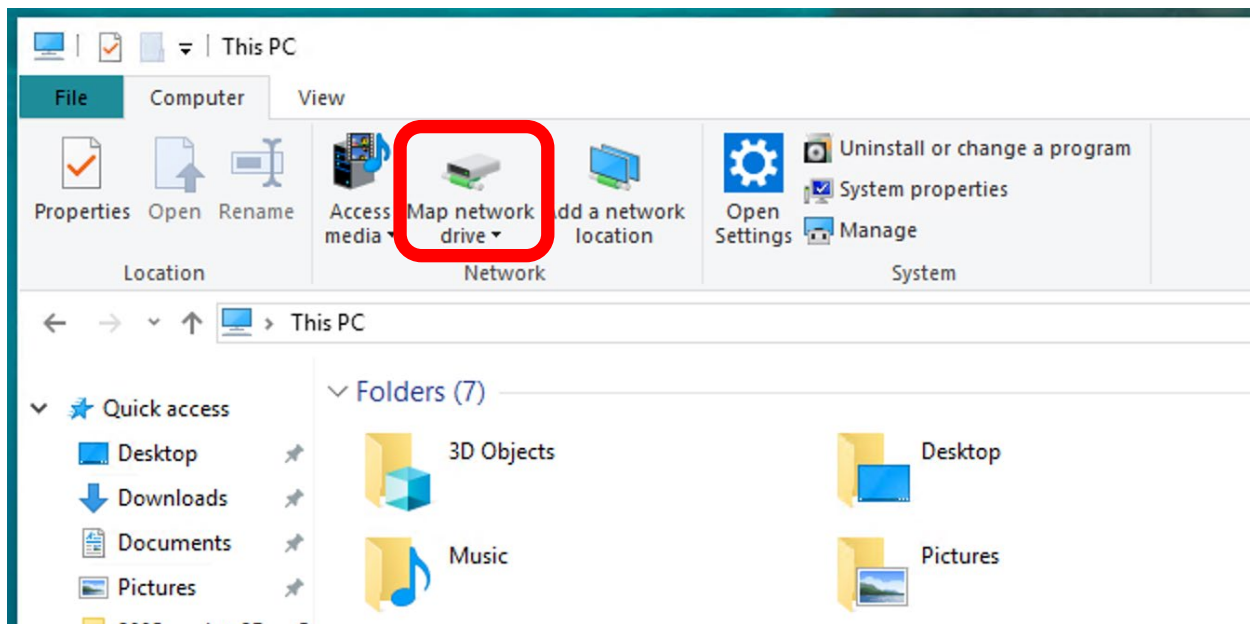 This PC
File Computer View
Properties Open Rename
Access media
Map network drive
dd a network location
Open Settings
Uninstall or change a program
System properties
Manage
Location Network System
This PC
Quick access
Desktop
Downloads
Documents
Pictures
Folders (7)
3D Objects Desktop
Music Pictures